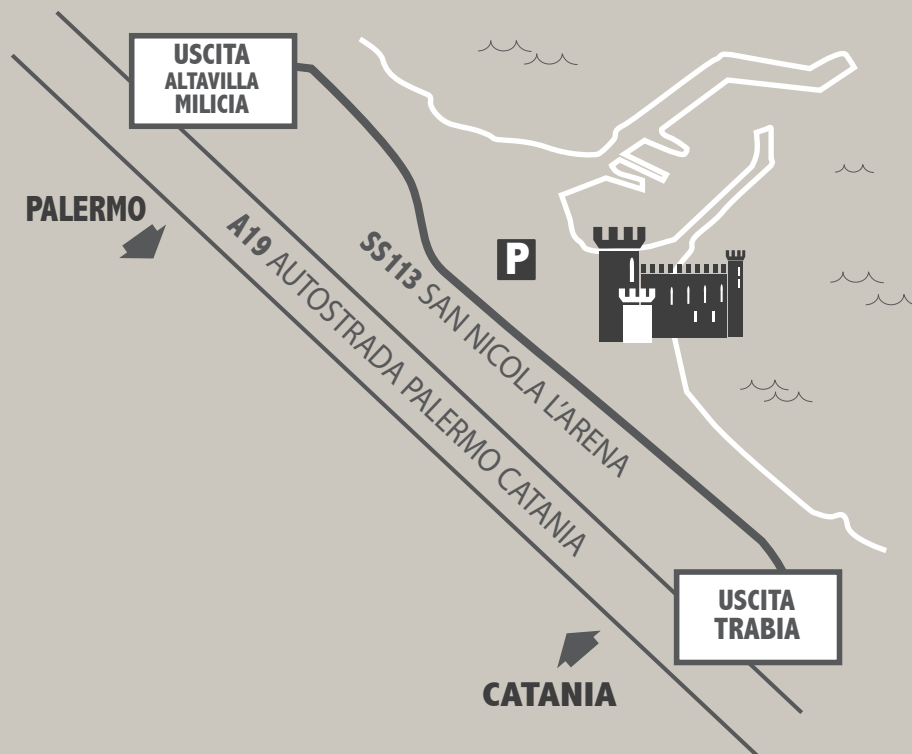 USCITA
ALTAVILLA
MILICIA
PALERMO
A19 AUTOSTRADA PALERMO CATANIA
SS113 SAN NICOLA L'ARENA
P
USCITA
TRABIA
CATANIA